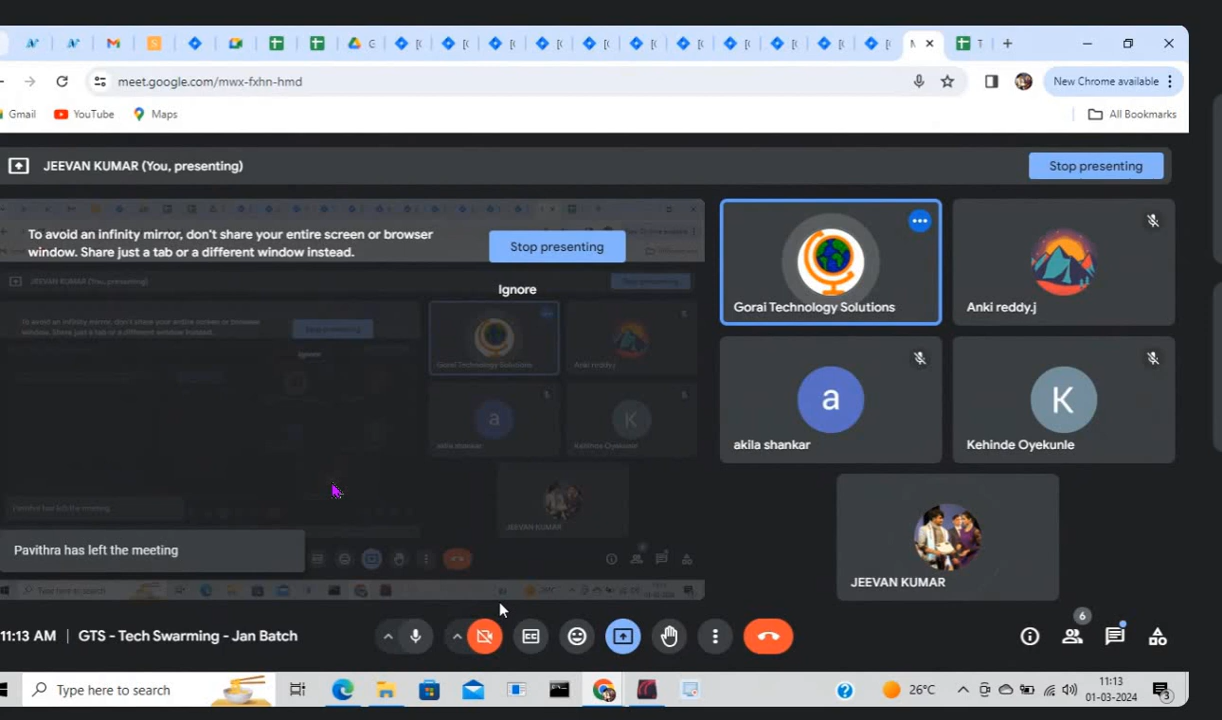 meet.google.com/mwx-fxhn-hmd
New Chrome available
Gmail
YouTube
Maps
All Bookmarks
JEEVAN KUMAR (You, presenting)
Stop presenting
To avoid an infinity mirror, don't share your entire screen or browser
window. Share just a tab or a different window instead.
Stop presenting
Ignore
Gorai Technology Solutions
Anki reddy.j
a
akila shankar
K
Kehinde Oyekunle
JEEVAN KUMAR
Pavithra has left the meeting
11:13 AM | GTS - Tech Swarming - Jan Batch
6
Type here to search
26°C
11:13
01-03-2024
3